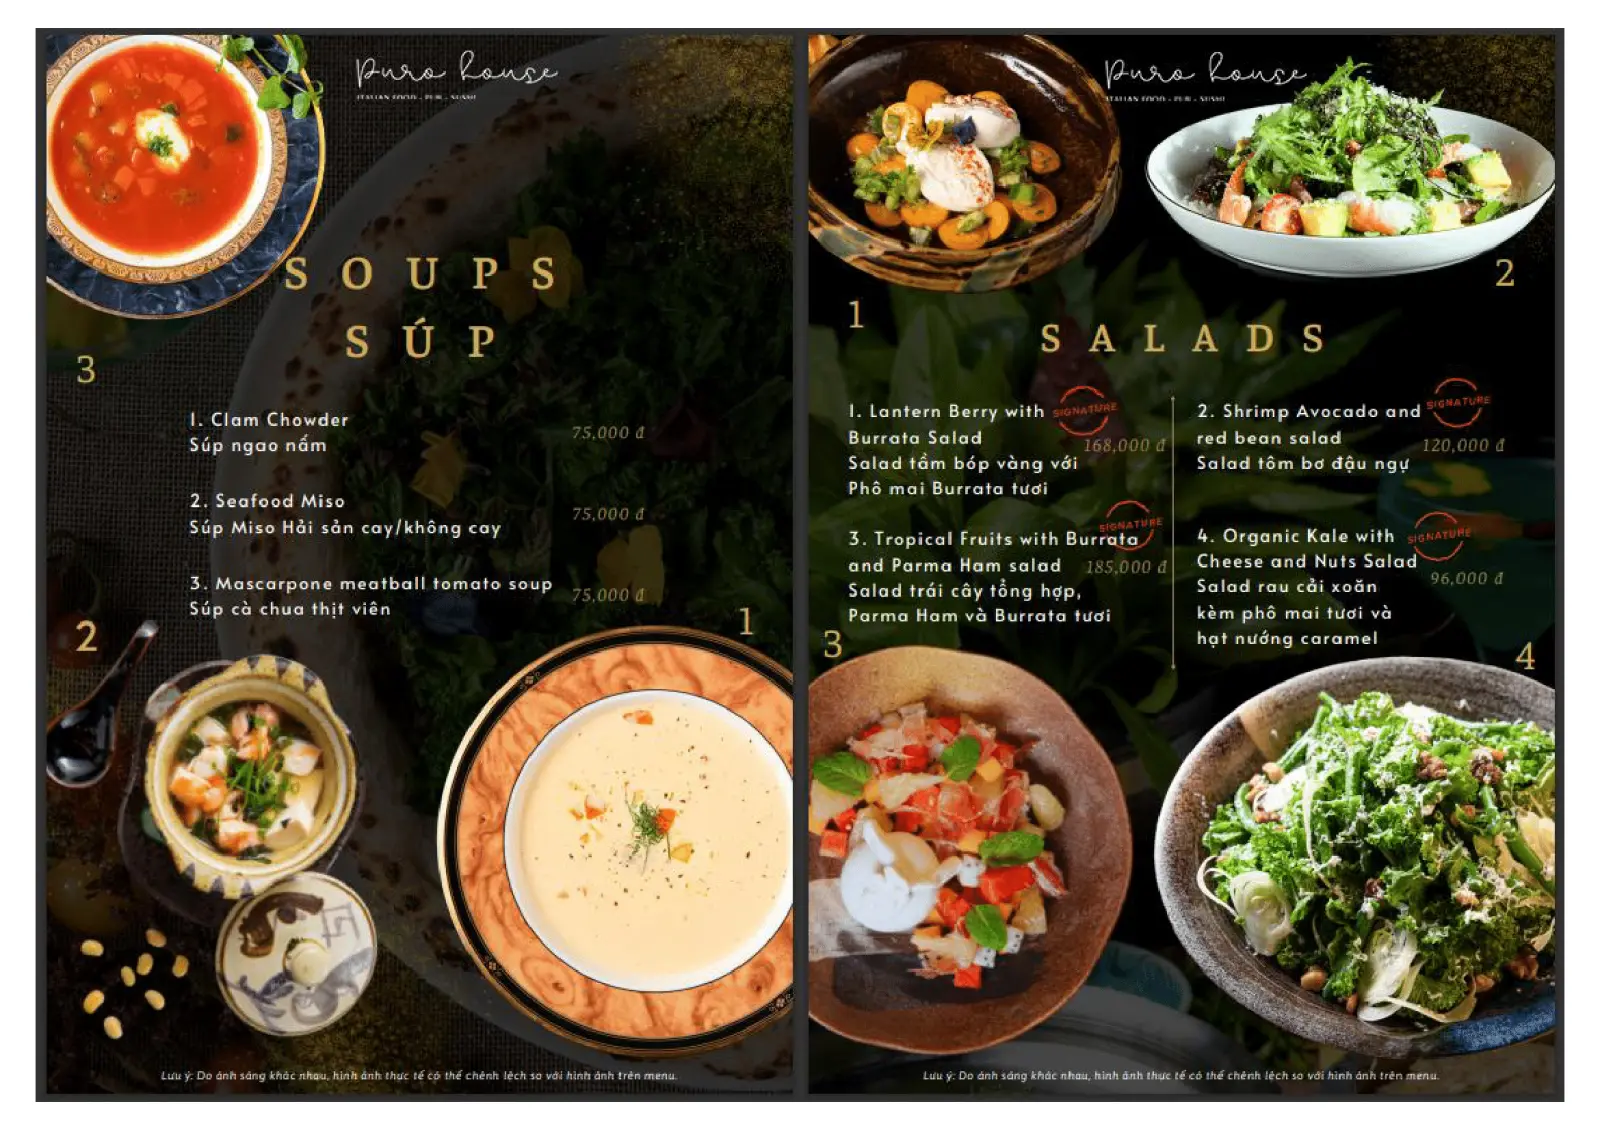 Puro house
ITALIAN FOOD - PUB - SUSHI
SOUPS
SÚP
3
1. Clam Chowder
Súp ngao nấm
75,000 đ
2. Seafood Miso
Súp Miso Hải sản cay/không cay
75,000 đ
3. Mascarpone meatball tomato soup
Súp cà chua thịt viên
75,000 đ
2
1
Lưu ý: Do ánh sáng khác nhau, hình ảnh thực tế có thể chênh lệch so với hình ảnh trên menu.
Puro house
ITALIAN FOOD - PUB - SUSHI
2
1
SALADS
1. Lantern Berry with
Burrata Salad
Salad tầm bóp vàng với
Phô mai Burrata tươi
SIGNATURE
168,000 đ
2. Shrimp Avocado and
red bean salad
Salad tôm bơ đậu ngự
SIGNATURE
120,000 đ
3. Tropical Fruits with Burrata
and Parma Ham salad
Salad trái cây tổng hợp,
Parma Ham và Burrata tươi
SIGNATURE
185,000 đ
4. Organic Kale with
Cheese and Nuts Salad
Salad rau cải xoăn
kèm phô mai tươi và
hạt nướng caramel
SIGNATURE
96,000 đ
3
4
Lưu ý: Do ánh sáng khác nhau, hình ảnh thực tế có thể chênh lệch so với hình ảnh trên menu.